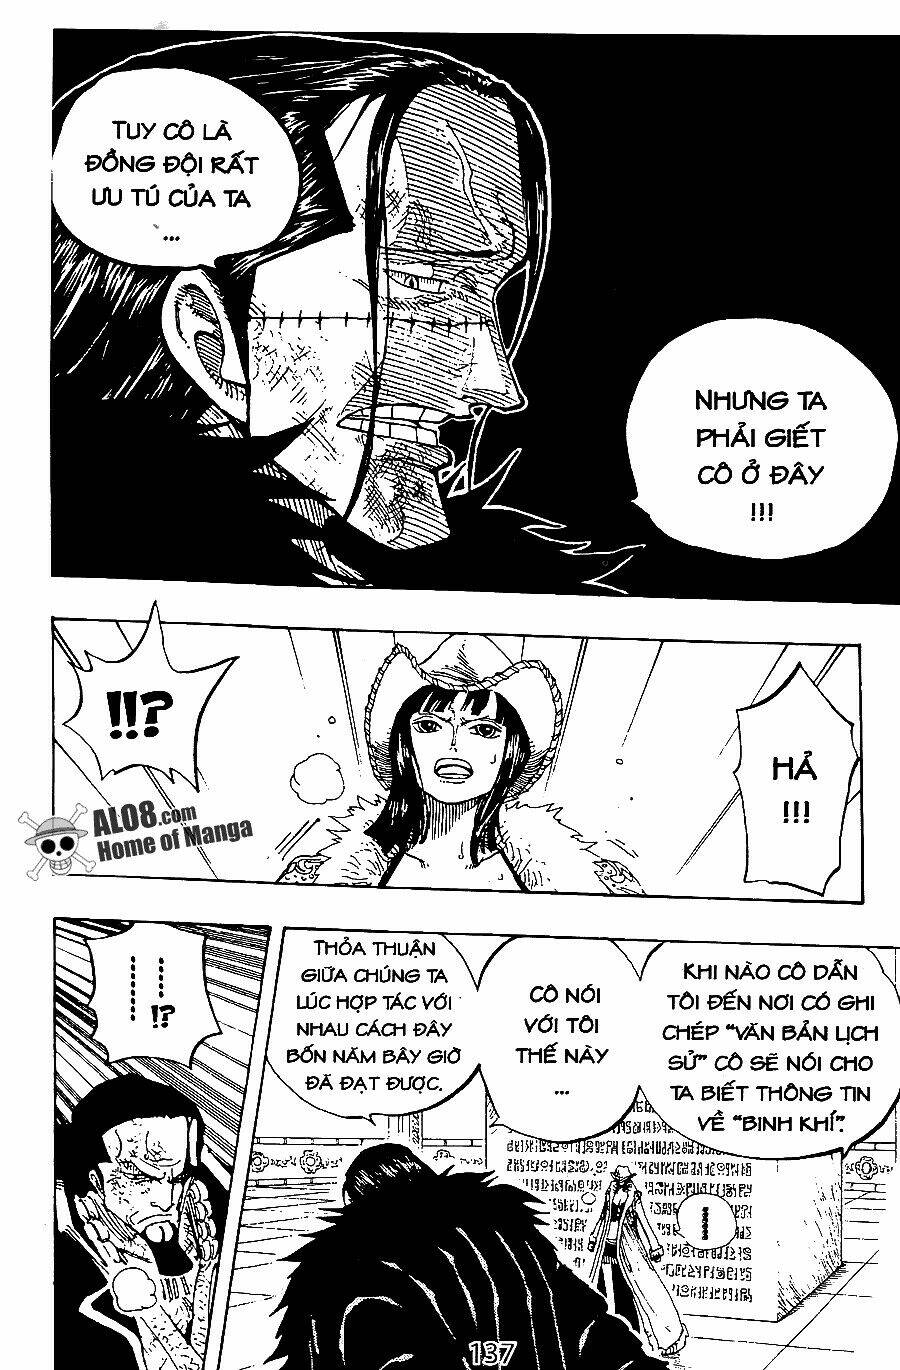 TUY CÔ LÀ
ĐỒNG ĐỘI RẤT
ƯU TÚ CỦA TA
...
NHƯNG TA
PHẢI GIẾT
CÔ Ở ĐÂY
!!!
HẢ
!!!
!!?
AL08.com
Home of Manga
KHI NÀO CÔ DẪN
TÔI ĐẾN NƠI CÓ GHI
CHÉP “VĂN BẢN LỊCH
SỬ” CÔ SẼ NÓI CHO
TA BIẾT THÔNG TIN
VỀ “BINH KHÍ”.
CÔ NÓI
VỚI TÔI
THẾ NÀY
...
THỎA THUẬN
GIỮA CHÚNG TA
LÚC HỢP TÁC VỚI
NHAU CÁCH ĐÂY
BỐN NĂM BÂY GIỜ
ĐÃ ĐẠT ĐƯỢC.
!?
137